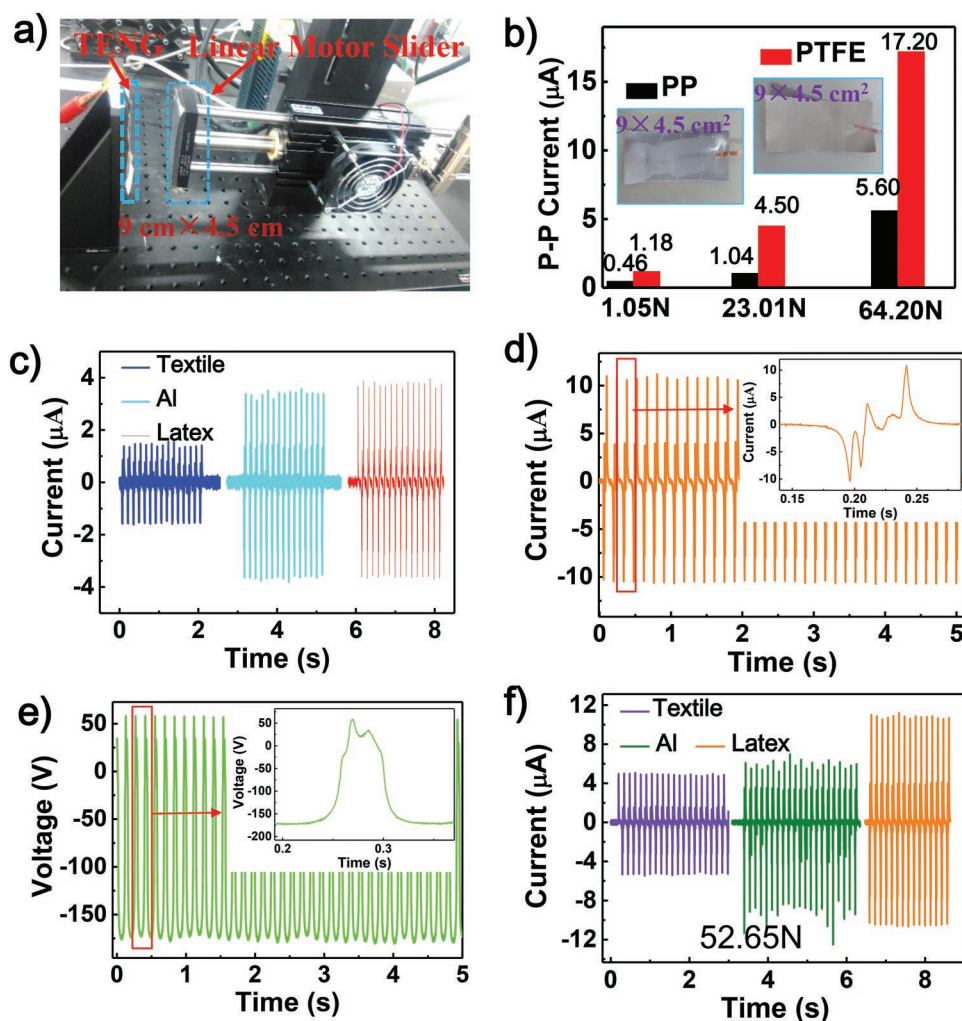 a)
TENG Linear Motor Slider
9 cm×4.5 cm
b)
P-P Current (μA)
15
10
5
0
PP
PTFE
9×4.5 cm²
9×4.5 cm²
0.46
1.18
1.04
4.50
5.60
17.20
1.05N
23.01N
64.20N
c)
Current (μA)
4
2
0
-2
-4
Textile
Al
Latex
0 2 4 6 8
Time (s)
d)
Current (μA)
10
5
0
-5
-10
0 1 2 3 4 5
Time (s)
Current (μA)
10
5
0
-5
-10
0.20 0.25
Time (s)
e)
Voltage (V)
50
0
-50
-100
-150
0 1 2 3 4 5
Time (s)
Voltage (V)
50
0
-50
-100
-150
-200
0.2 0.3
Time (s)
f)
Current (μA)
12
8
4
0
-4
-8
-12
Textile
Al Latex
52.65N
0 2 4 6 8
Time (s)